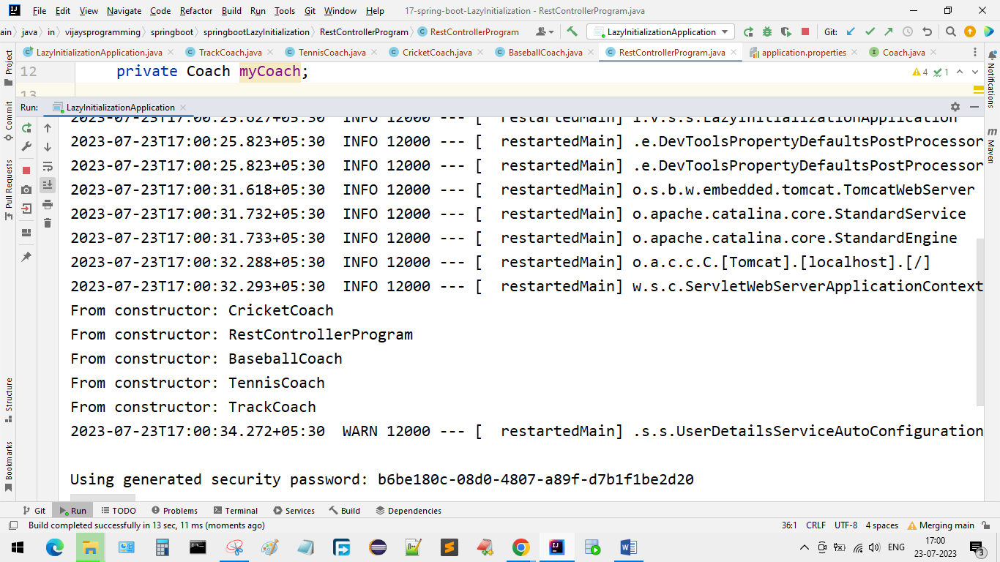 File Edit View Navigate Code Refactor Build Run Tools Git Window Help 17-spring-boot-LazyInitialization - RestControllerProgram.java
ain java in vijaysprogramming springboot springbootLazyInitialization RestControllerProgram RestControllerProgram LazyInitializationApplication Git:
LazyInitializationApplication.java TrackCoach.java TennisCoach.java CricketCoach.java BaseballCoach.java RestControllerProgram.java application.properties Coach.java
12 private Coach myCoach; 4 1
13
Run: LazyInitializationApplication
2023-07-23T17:00:25.627+05:30 INFO 12000 --- [ restartedMain] i.v.s.s.LazyInitializationApplication
2023-07-23T17:00:25.823+05:30 INFO 12000 --- [ restartedMain] .e.DevToolsPropertyDefaultsPostProcessor
2023-07-23T17:00:25.823+05:30 INFO 12000 --- [ restartedMain] .e.DevToolsPropertyDefaultsPostProcessor
2023-07-23T17:00:31.618+05:30 INFO 12000 --- [ restartedMain] o.s.b.w.embedded.tomcat.TomcatWebServer
2023-07-23T17:00:31.732+05:30 INFO 12000 --- [ restartedMain] o.apache.catalina.core.StandardService
2023-07-23T17:00:31.733+05:30 INFO 12000 --- [ restartedMain] o.apache.catalina.core.StandardEngine
2023-07-23T17:00:32.288+05:30 INFO 12000 --- [ restartedMain] o.a.c.c.C.[Tomcat].[localhost].[/]
2023-07-23T17:00:32.293+05:30 INFO 12000 --- [ restartedMain] w.s.c.ServletWebServerApplicationContext
From constructor: CricketCoach
From constructor: RestControllerProgram
From constructor: BaseballCoach
From constructor: TennisCoach
From constructor: TrackCoach
2023-07-23T17:00:34.272+05:30 WARN 12000 --- [ restartedMain] .s.s.UserDetailsServiceAutoConfiguration
Using generated security password: b6be180c-08d0-4807-a89f-d7b1f1be2d20
Project
Commit
Pull Requests
Structure
Bookmarks
Notifications
m Maven
Git Run TODO Problems Terminal Services Build Dependencies
Build completed successfully in 13 sec, 11 ms (moments ago) 36:1 CRLF UTF-8 4 spaces Merging main
ENG 17:00
23-07-2023 3